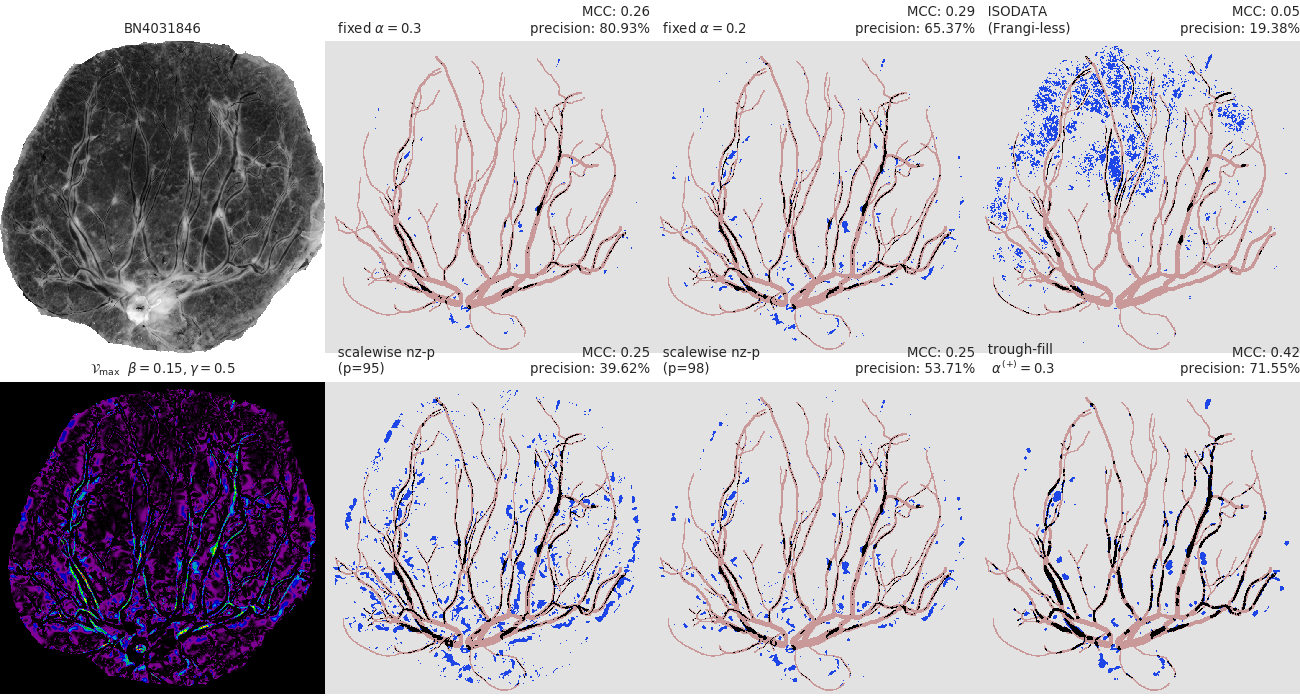 BN4031846
fixed α = 0.3
MCC: 0.26
precision: 80.93%
fixed α = 0.2
MCC: 0.29
precision: 65.37%
ISODATA
(Frangi-less)
MCC: 0.05
precision: 19.38%
𝒱max β = 0.15, γ = 0.5
scalewise nz-p
(p=95)
MCC: 0.25
precision: 39.62%
scalewise nz-p
(p=98)
MCC: 0.25
precision: 53.71%
trough-fill
α⁽⁺⁾ = 0.3
MCC: 0.42
precision: 71.55%